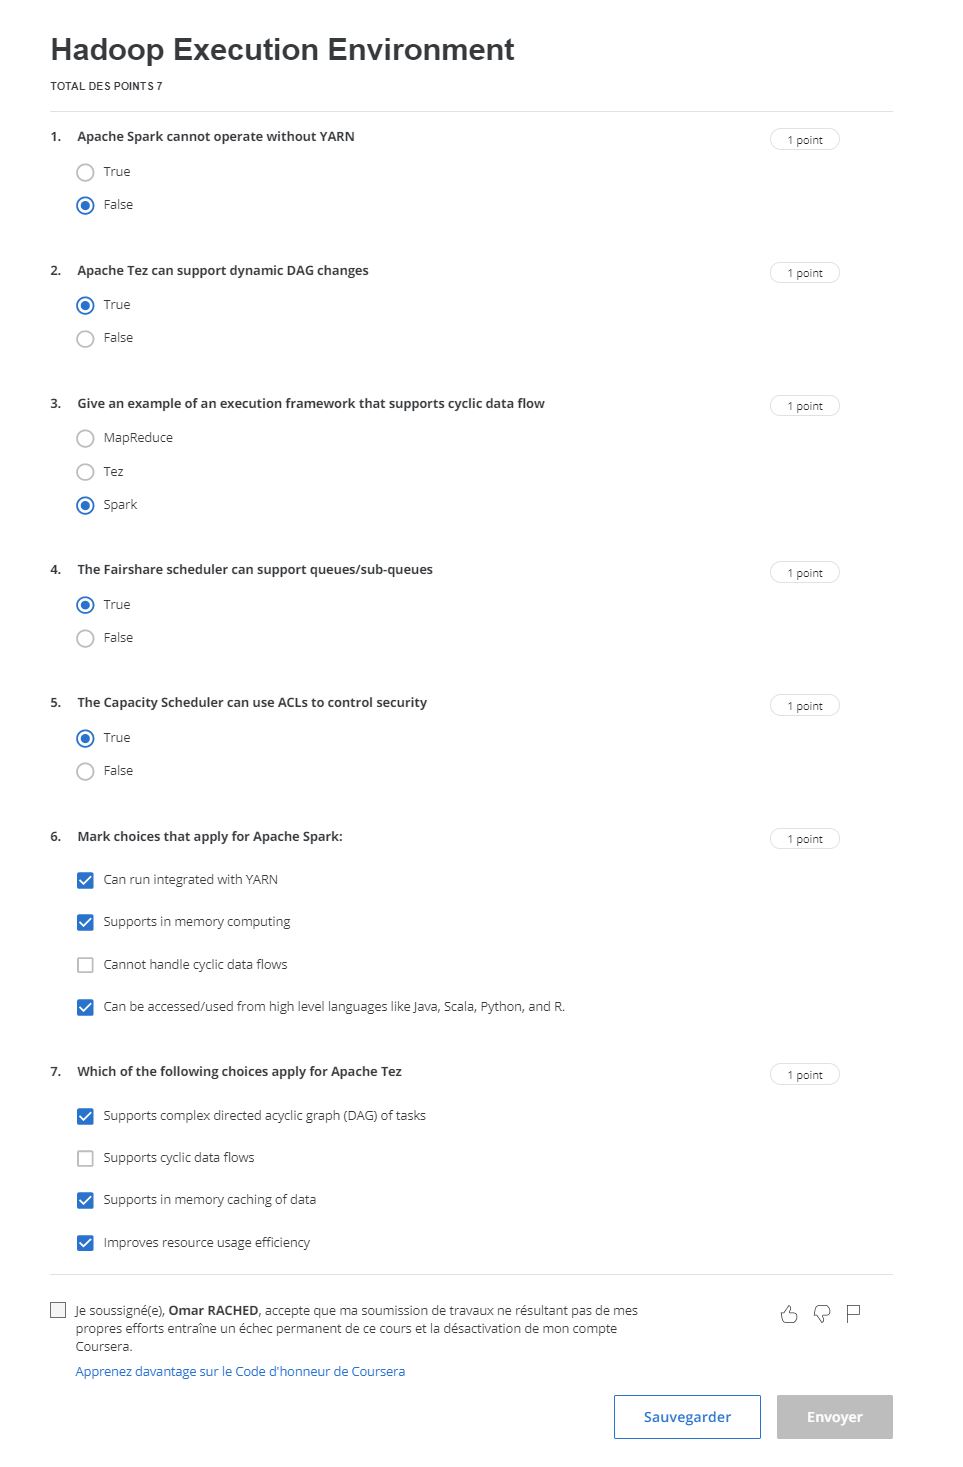 Hadoop Execution Environment
TOTAL DES POINTS 7
1. Apache Spark cannot operate without YARN
1 point
True
False
2. Apache Tez can support dynamic DAG changes
1 point
True
False
3. Give an example of an execution framework that supports cyclic data flow
1 point
MapReduce
Tez
Spark
4. The Fairshare scheduler can support queues/sub-queues
1 point
True
False
5. The Capacity Scheduler can use ACLs to control security
1 point
True
False
6. Mark choices that apply for Apache Spark:
1 point
Can run integrated with YARN
Supports in memory computing
Cannot handle cyclic data flows
Can be accessed/used from high level languages like Java, Scala, Python, and R.
7. Which of the following choices apply for Apache Tez
1 point
Supports complex directed acyclic graph (DAG) of tasks
Supports cyclic data flows
Supports in memory caching of data
Improves resource usage efficiency
Je soussigné(e), Omar RACHED, accepte que ma soumission de travaux ne résultant pas de mes
propres efforts entraîne un échec permanent de ce cours et la désactivation de mon compte
Coursera.
Apprenez davantage sur le Code d'honneur de Coursera
Sauvegarder
Envoyer